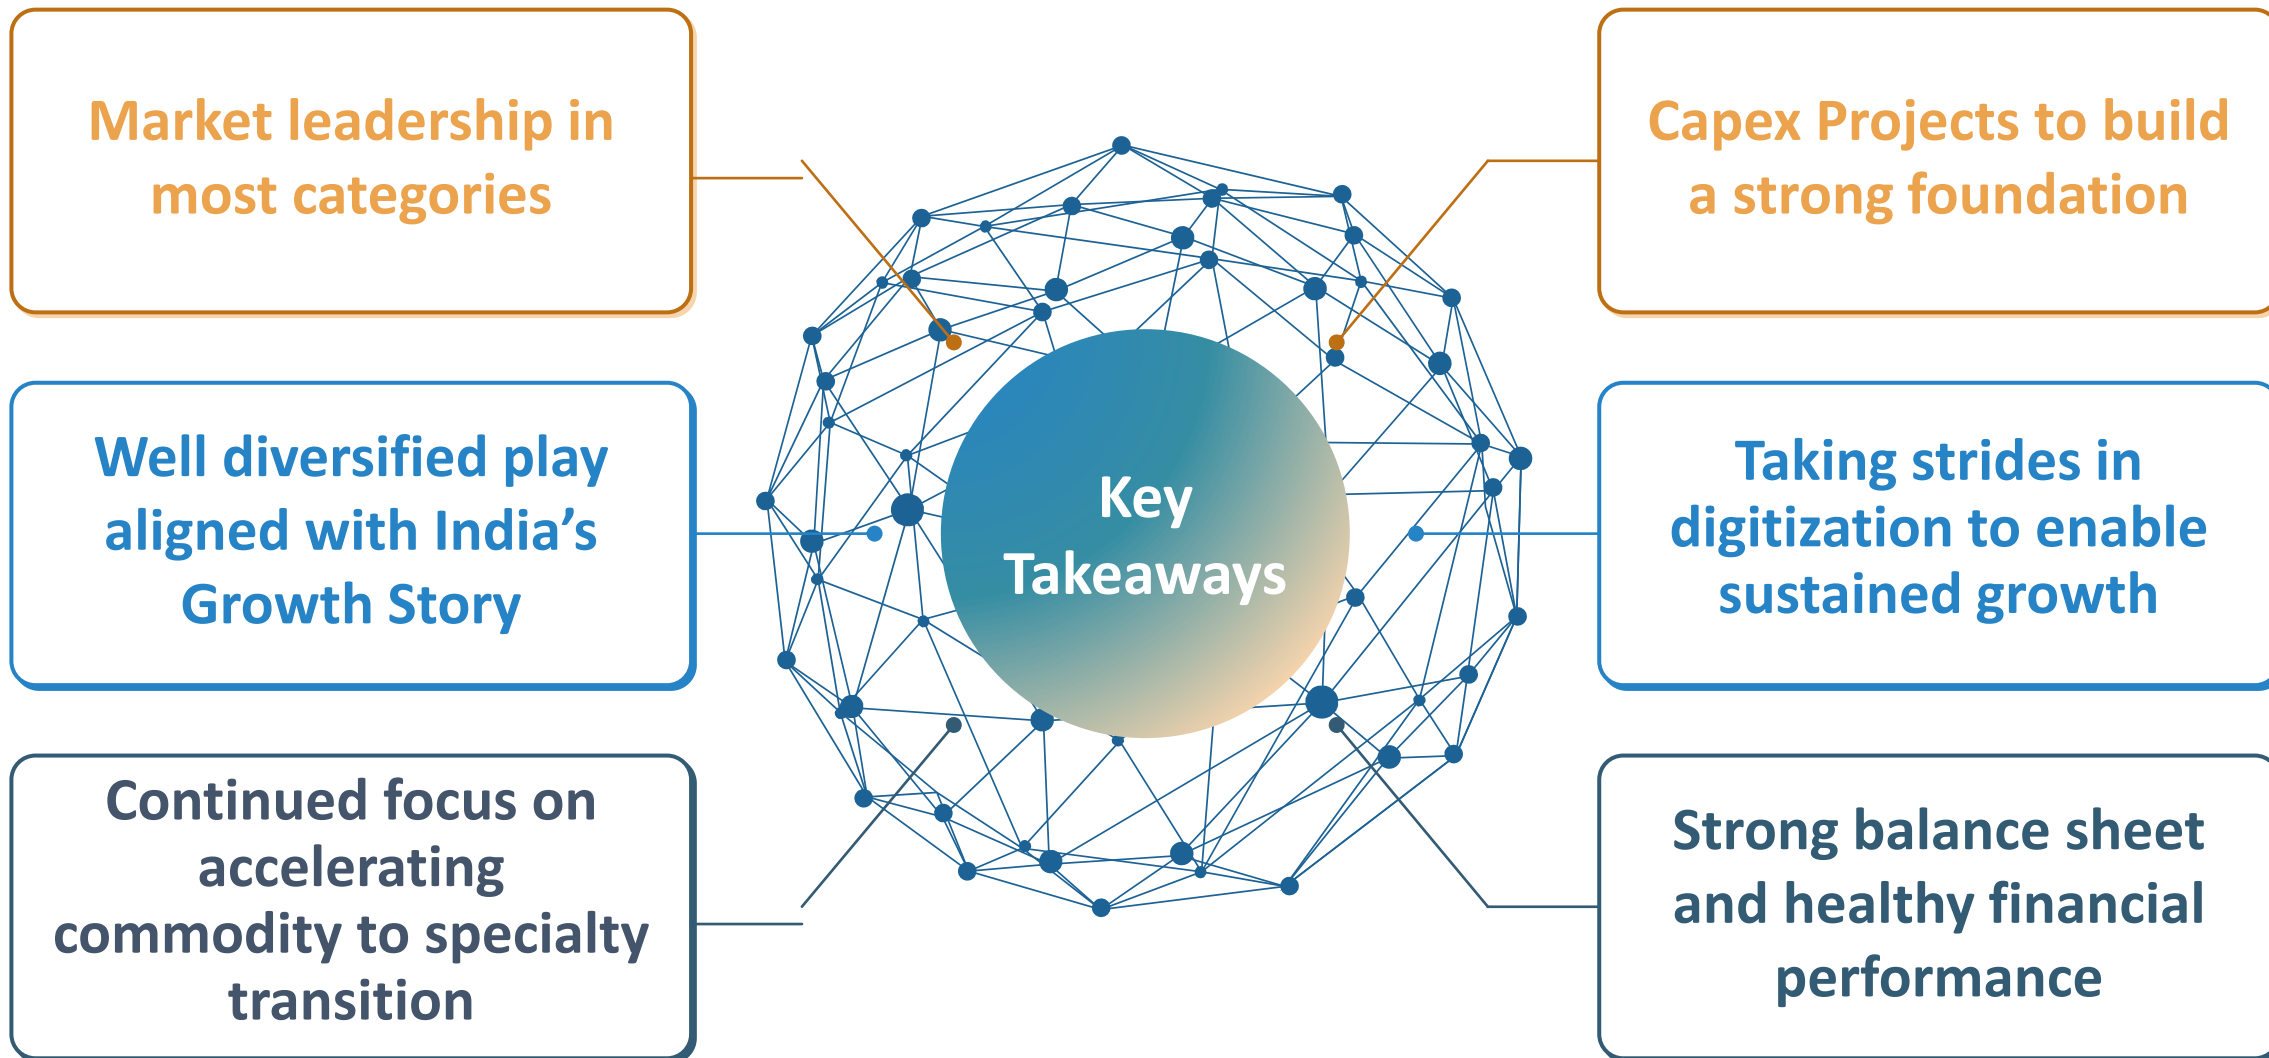 Market leadership in
most categories
Well diversified play
aligned with India’s
Growth Story
Continued focus on
accelerating
commodity to specialty
transition
Key
Takeaways
Capex Projects to build
a strong foundation
Taking strides in
digitization to enable
sustained growth
Strong balance sheet
and healthy financial
performance